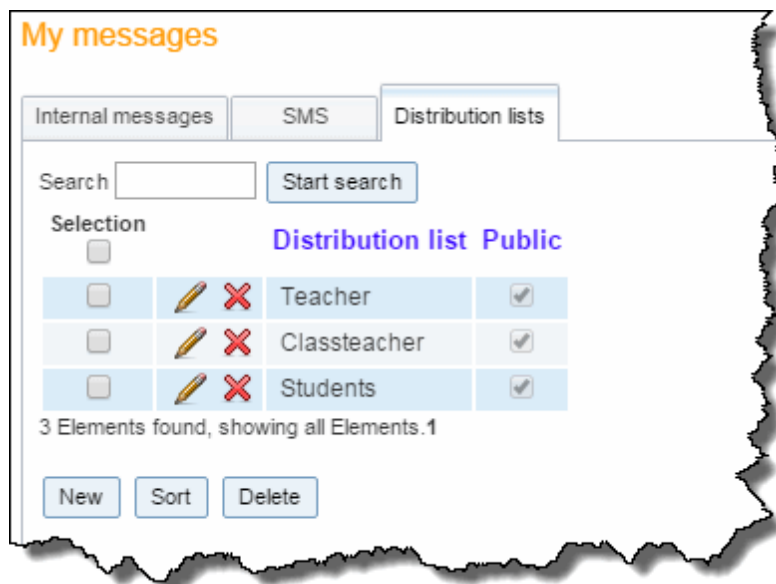 My messages
Internal messages SMS Distribution lists
Search Start search
Selection Distribution list Public
Teacher
Classteacher
Students
3 Elements found, showing all Elements.1
New Sort Delete